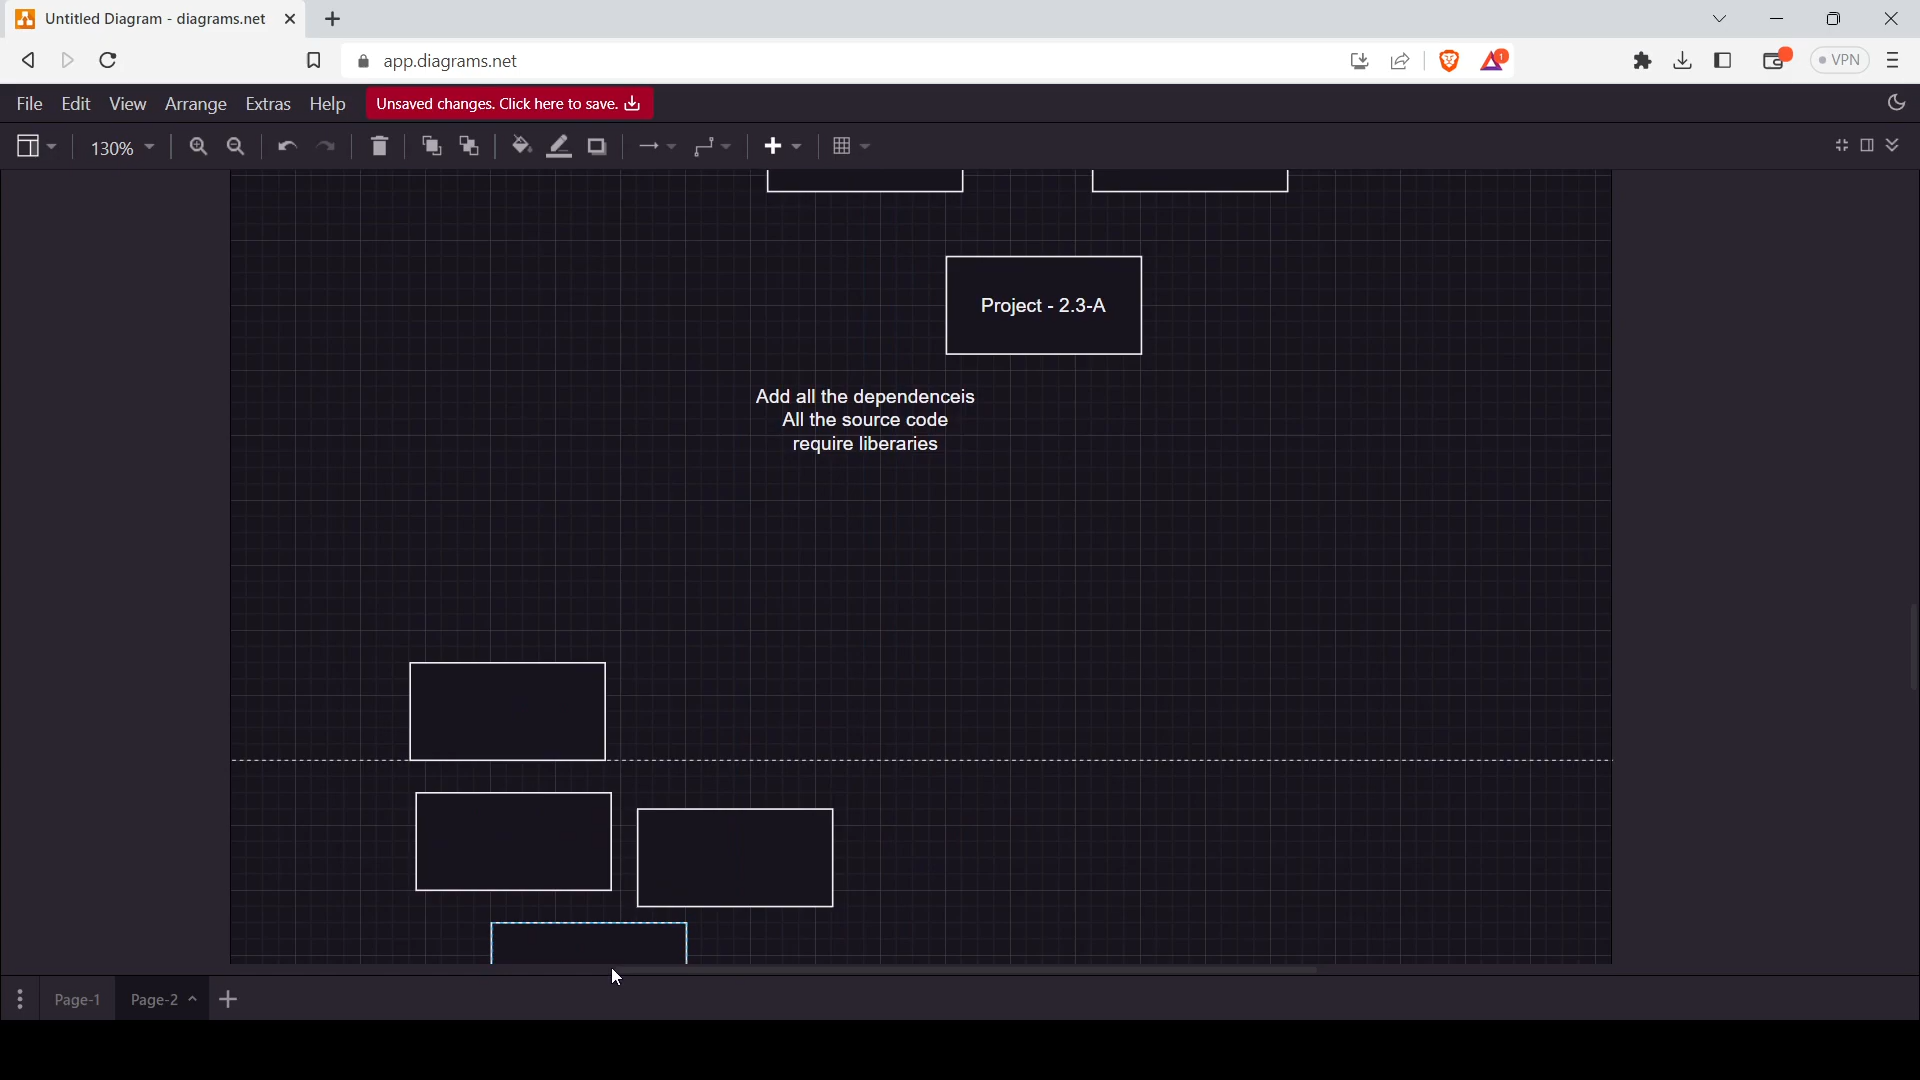 Untitled Diagram - diagrams.net
app.diagrams.net
1
VPN
File Edit View Arrange Extras Help Unsaved changes. Click here to save.
130%
Project - 2.3-A
Add all the dependenceis
All the source code
require liberaries
Page-1 Page-2